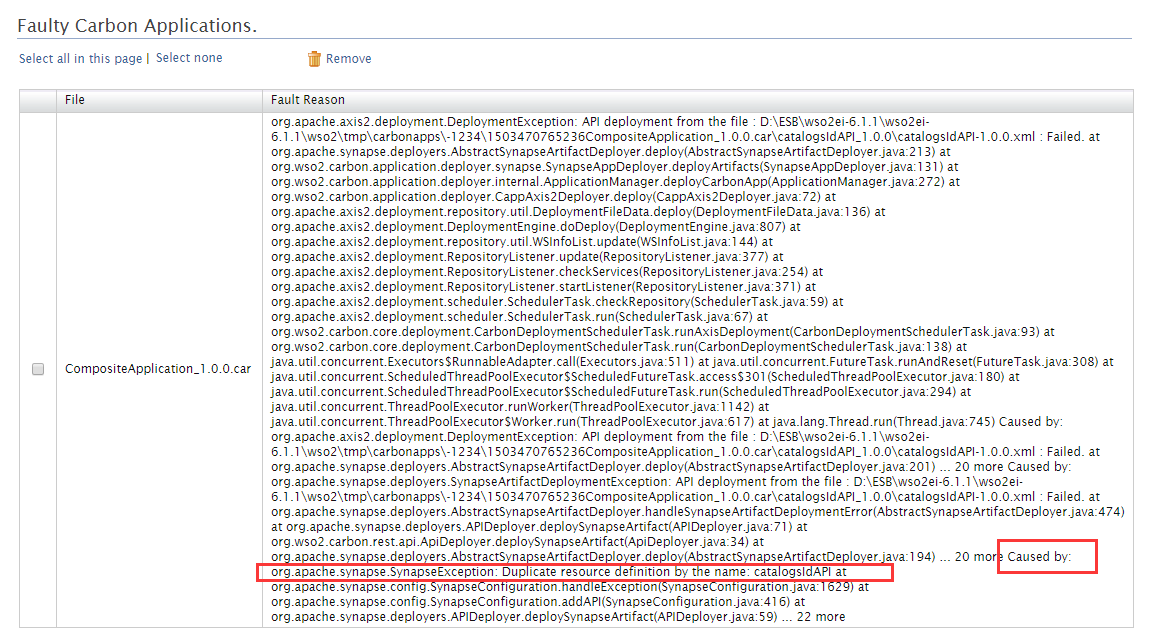 Faulty Carbon Applications.
Select all in this page | Select none Remove
File Fault Reason
org.apache.axis2.deployment.DeploymentException: API deployment from the file : D:\ESB\wso2ei-6.1.1\wso2ei-
6.1.1\wso2\tmp\carbonapps\-1234\1503470765236CompositeApplication_1.0.0.car\catalogsIdAPI_1.0.0\catalogsIdAPI-1.0.0.xml : Failed. at
org.apache.synapse.deployers.AbstractSynapseArtifactDeployer.deploy(AbstractSynapseArtifactDeployer.java:213) at
org.wso2.carbon.application.deployer.synapse.SynapseAppDeployer.deployArtifacts(SynapseAppDeployer.java:131) at
org.wso2.carbon.application.deployer.internal.ApplicationManager.deployCarbonApp(ApplicationManager.java:272) at
org.wso2.carbon.application.deployer.CappAxis2Deployer.deploy(CappAxis2Deployer.java:72) at
org.apache.axis2.deployment.repository.util.DeploymentFileData.deploy(DeploymentFileData.java:136) at
org.apache.axis2.deployment.DeploymentEngine.doDeploy(DeploymentEngine.java:807) at
org.apache.axis2.deployment.repository.util.WSInfoList.update(WSInfoList.java:144) at
org.apache.axis2.deployment.RepositoryListener.update(RepositoryListener.java:377) at
org.apache.axis2.deployment.RepositoryListener.checkServices(RepositoryListener.java:254) at
org.apache.axis2.deployment.RepositoryListener.startListener(RepositoryListener.java:371) at
org.apache.axis2.deployment.scheduler.SchedulerTask.checkRepository(SchedulerTask.java:59) at
org.apache.axis2.deployment.scheduler.SchedulerTask.run(SchedulerTask.java:67) at
org.wso2.carbon.core.deployment.CarbonDeploymentSchedulerTask.runAxisDeployment(CarbonDeploymentSchedulerTask.java:93) at
org.wso2.carbon.core.deployment.CarbonDeploymentSchedulerTask.run(CarbonDeploymentSchedulerTask.java:138) at
java.util.concurrent.Executors$RunnableAdapter.call(Executors.java:511) at java.util.concurrent.FutureTask.runAndReset(FutureTask.java:308) at
CompositeApplication_1.0.0.car
java.util.concurrent.ScheduledThreadPoolExecutor$ScheduledFutureTask.access$301(ScheduledThreadPoolExecutor.java:180) at
java.util.concurrent.ScheduledThreadPoolExecutor$ScheduledFutureTask.run(ScheduledThreadPoolExecutor.java:294) at
java.util.concurrent.ThreadPoolExecutor.runWorker(ThreadPoolExecutor.java:1142) at
java.util.concurrent.ThreadPoolExecutor$Worker.run(ThreadPoolExecutor.java:617) at java.lang.Thread.run(Thread.java:745) Caused by:
org.apache.axis2.deployment.DeploymentException: API deployment from the file : D:\ESB\wso2ei-6.1.1\wso2ei-
6.1.1\wso2\tmp\carbonapps\-1234\1503470765236CompositeApplication_1.0.0.car\catalogsIdAPI_1.0.0\catalogsIdAPI-1.0.0.xml : Failed. at
org.apache.synapse.deployers.AbstractSynapseArtifactDeployer.deploy(AbstractSynapseArtifactDeployer.java:201) ... 20 more Caused by:
org.apache.synapse.deployers.SynapseArtifactDeploymentException: API deployment from the file : D:\ESB\wso2ei-6.1.1\wso2ei-
6.1.1\wso2\tmp\carbonapps\-1234\1503470765236CompositeApplication_1.0.0.car\catalogsIdAPI_1.0.0\catalogsIdAPI-1.0.0.xml : Failed. at
org.apache.synapse.deployers.AbstractSynapseArtifactDeployer.handleSynapseArtifactDeploymentError(AbstractSynapseArtifactDeployer.java:474)
at org.apache.synapse.deployers.APIDeployer.deploySynapseArtifact(APIDeployer.java:71) at
org.wso2.carbon.rest.api.ApiDeployer.deploySynapseArtifact(ApiDeployer.java:34) at
org.apache.synapse.deployers.AbstractSynapseArtifactDeployer.deploy(AbstractSynapseArtifactDeployer.java:194) ... 20 more Caused by:
org.apache.synapse.SynapseException: Duplicate resource definition by the name: catalogsIdAPI at
org.apache.synapse.config.SynapseConfiguration.handleException(SynapseConfiguration.java:1629) at
org.apache.synapse.config.SynapseConfiguration.addAPI(SynapseConfiguration.java:416) at
org.apache.synapse.deployers.APIDeployer.deploySynapseArtifact(APIDeployer.java:59) ... 22 more